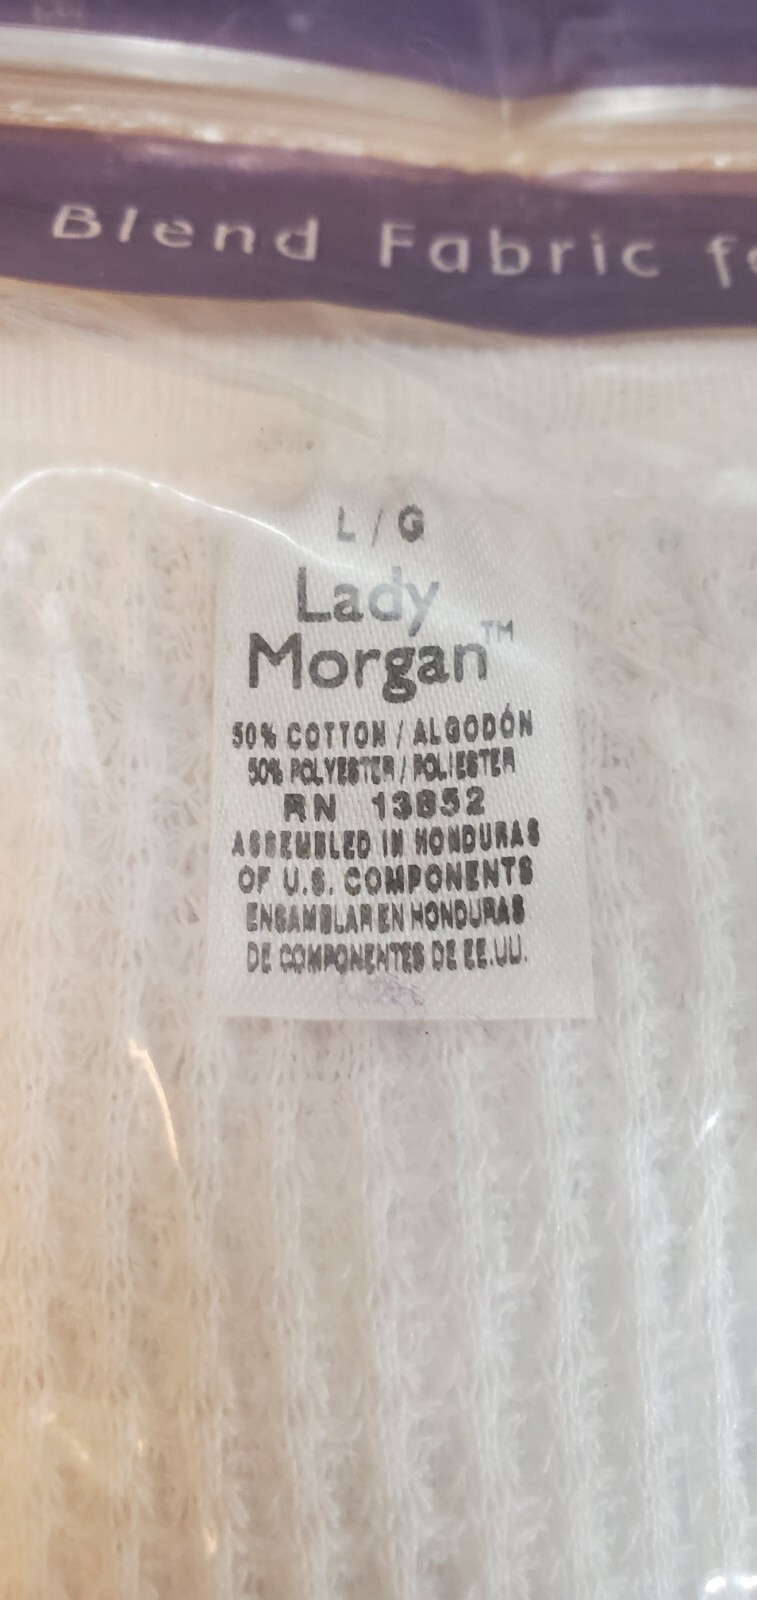 Blend Fabric
L / G
Lady
Morgan™
50% COTTON / ALGODÓN
50% POLYESTER / POLIESTER
RN 13852
ASSEMBLED IN HONDURAS
OF U.S. COMPONENTS
ENSAMBLAR EN HONDURAS
DE COMPONENTES DE EE.UU.